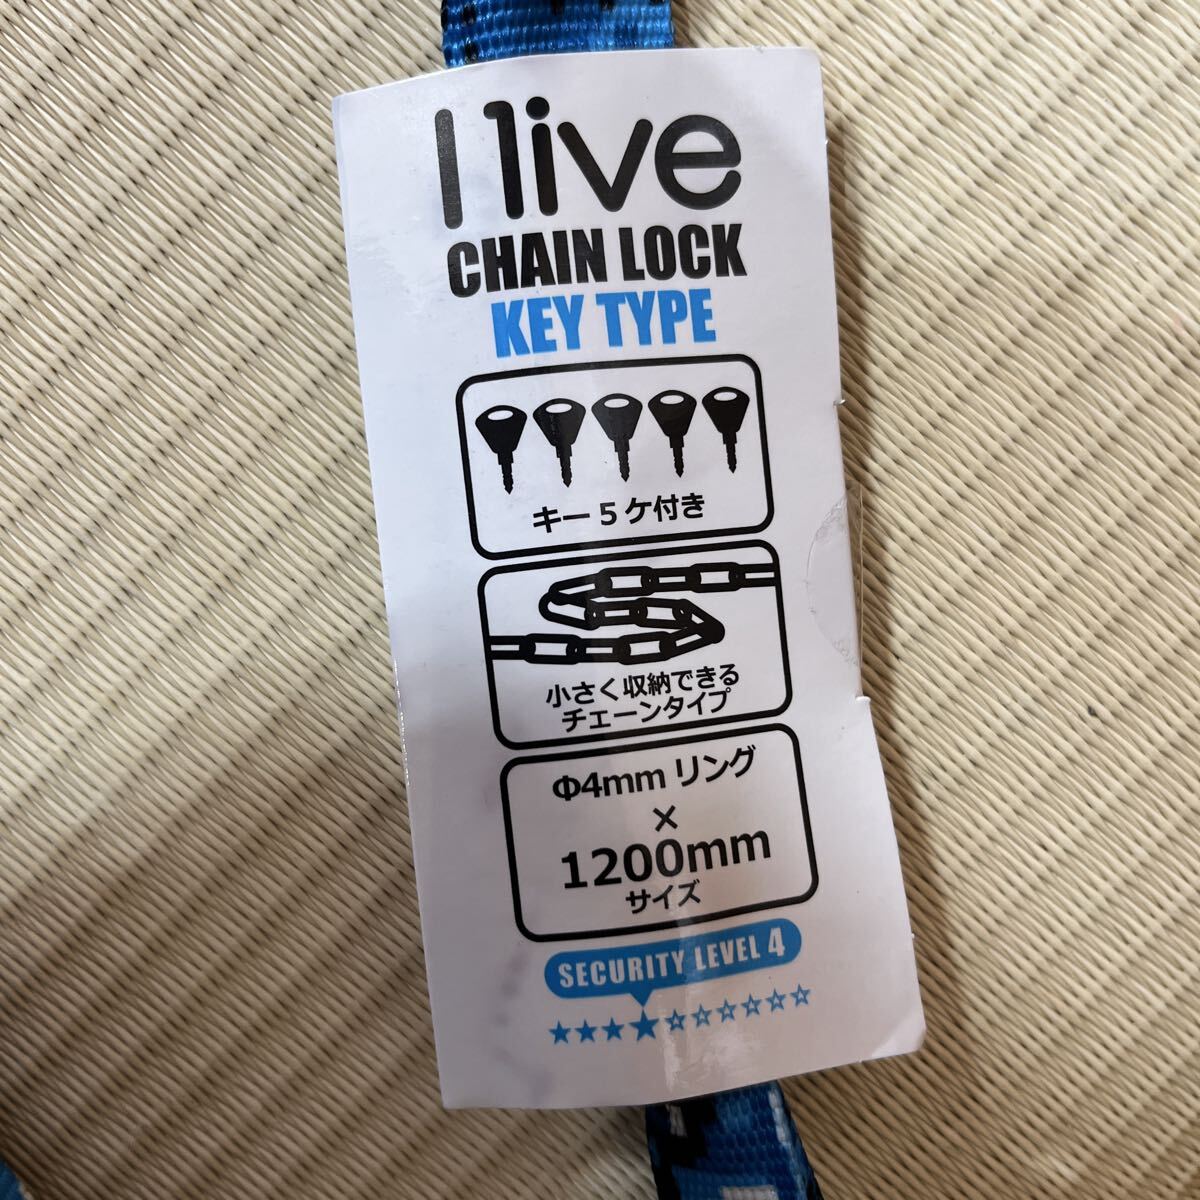 llive
CHAIN LOCK
KEY TYPE
キー5ケ付き
小さく収納できる
チェーンタイプ
Φ4mm リング
×
1200mm
サイズ
SECURITY LEVEL 4
★★★★☆☆☆☆☆☆